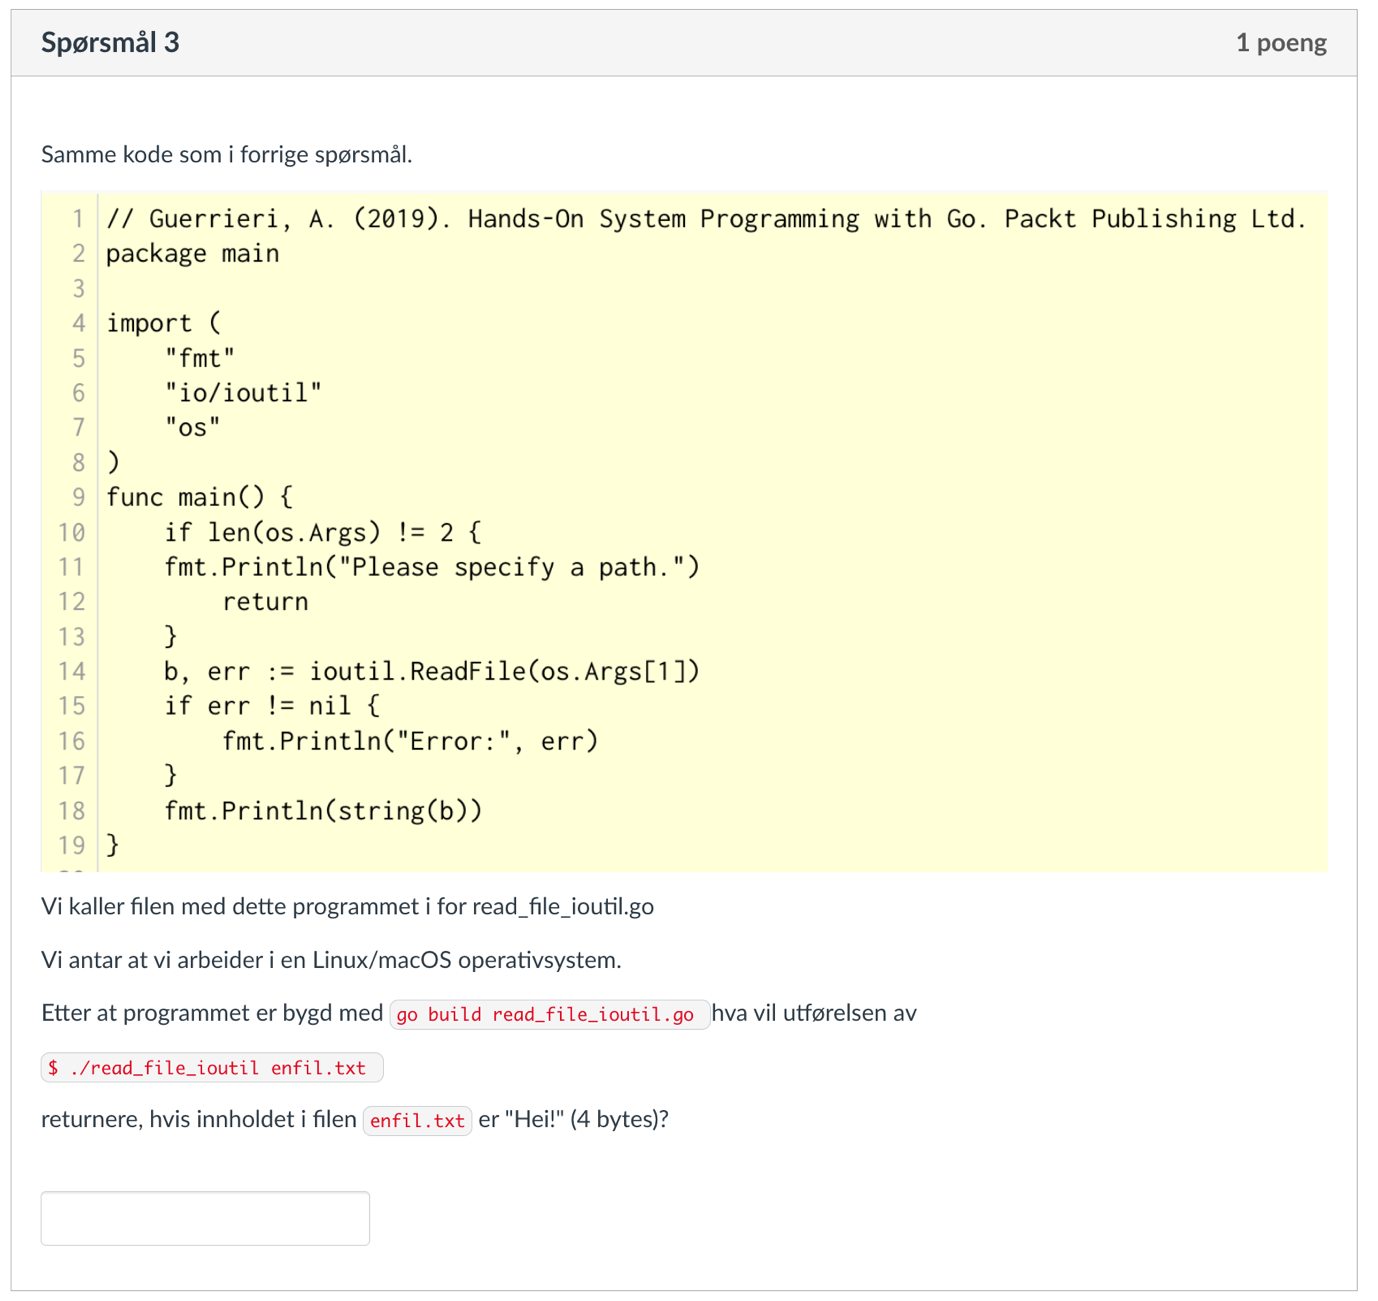 Spørsmål 3
1 poeng
Samme kode som i forrige spørsmål.
1 // Guerrieri, A. (2019). Hands-On System Programming with Go. Packt Publishing Ltd.
2 package main
3
4 import (
5     "fmt"
6     "io/ioutil"
7     "os"
8 )
9 func main() {
10     if len(os.Args) != 2 {
11     fmt.Println("Please specify a path.")
12         return
13     }
14     b, err := ioutil.ReadFile(os.Args[1])
15     if err != nil {
16         fmt.Println("Error:", err)
17     }
18     fmt.Println(string(b))
19 }
Vi kaller filen med dette programmet i for read_file_ioutil.go
Vi antar at vi arbeider i en Linux/macOS operativsystem.
Etter at programmet er bygd med go build read_file_ioutil.go hva vil utførelsen av
$ ./read_file_ioutil enfil.txt
returnere, hvis innholdet i filen enfil.txt er "Hei!" (4 bytes)?